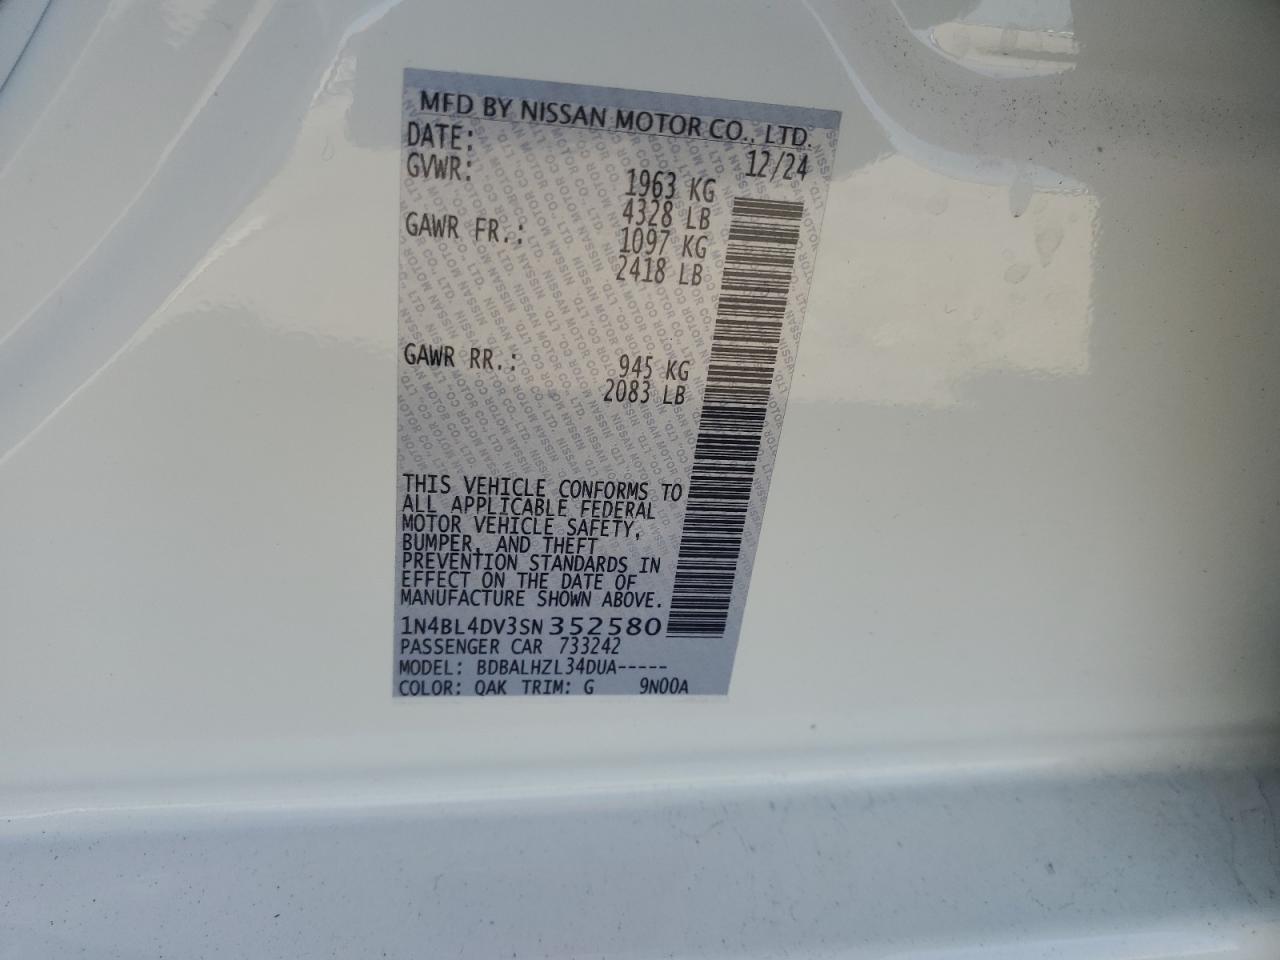 MFD BY NISSAN MOTOR CO., LTD.
DATE: 12/24
GVWR: 1963 KG
4328 LB
GAWR FR.: 1097 KG
2418 LB
GAWR RR.: 945 KG
2083 LB
THIS VEHICLE CONFORMS TO
ALL APPLICABLE FEDERAL
MOTOR VEHICLE SAFETY,
BUMPER, AND THEFT
PREVENTION STANDARDS IN
EFFECT ON THE DATE OF
MANUFACTURE SHOWN ABOVE.
1N4BL4DV3SN352580
PASSENGER CAR 733242
MODEL: BDBALHZL34DUA-----
COLOR: QAK TRIM: G 9N00A